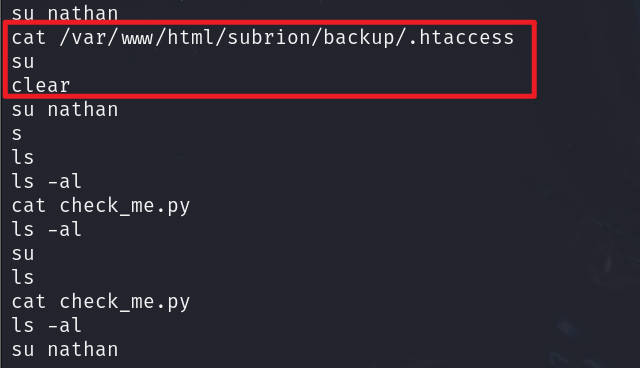 su nathan
cat /var/www/html/subrion/backup/.htaccess
su
clear
su nathan
s
ls
ls -al
cat check_me.py
ls -al
su
ls
cat check_me.py
ls -al
su nathan